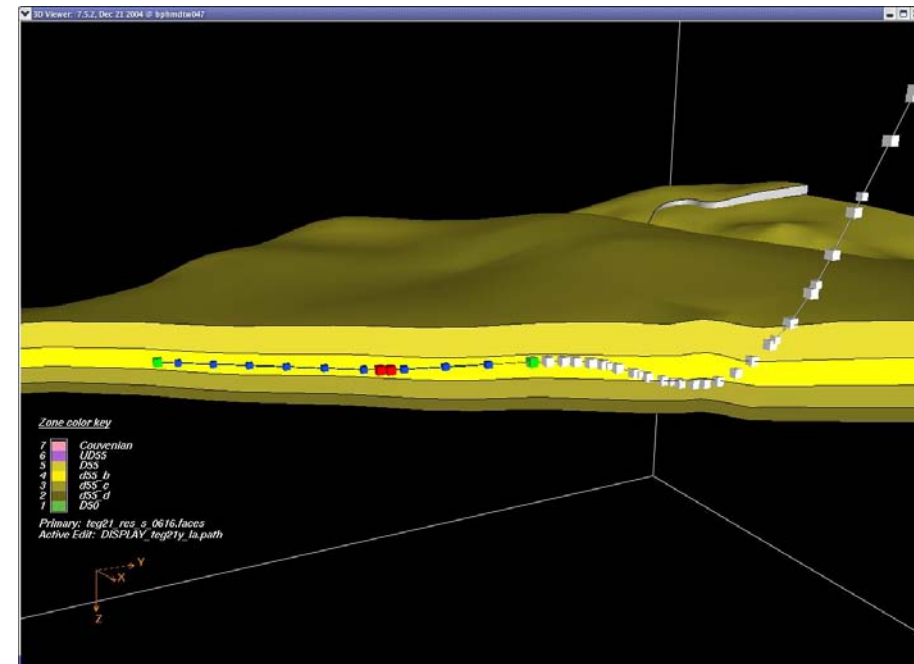 3D Viewer: 7.5.2, Dec 21 2004 @ bphmdtw047
Zone color key
7 Couvenian
6 UD55
5 D55
4 d55_b
3 d55_c
2 d55_d
1 D50
Primary: teg21_res_s_0616.faces
Active Edit: DISPLAY_teg21y_la.path
Y
X
Z